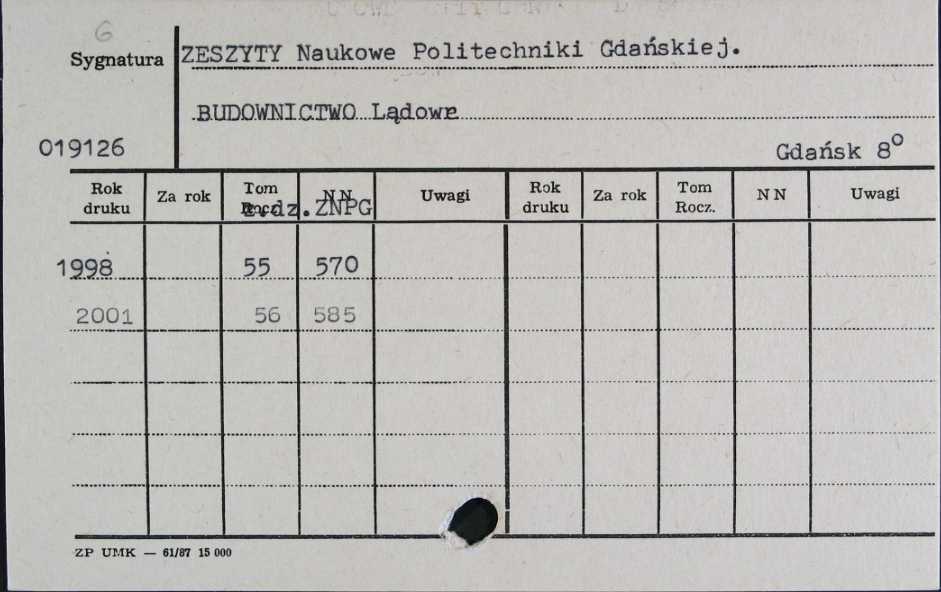 6
Sygnatura ZESZYTY Naukowe Politechniki Gdańskiej.
BUDOWNICTWO Lądowe
019126 Gdańsk 8°
Rok druku Za rok Tom Rocz. NN Uwagi Rok druku Za rok Tom Rocz. NN Uwagi
z.dz. ZNPG
1998 55 570
2001 56 585
ZP UMK — 61/87 15 000